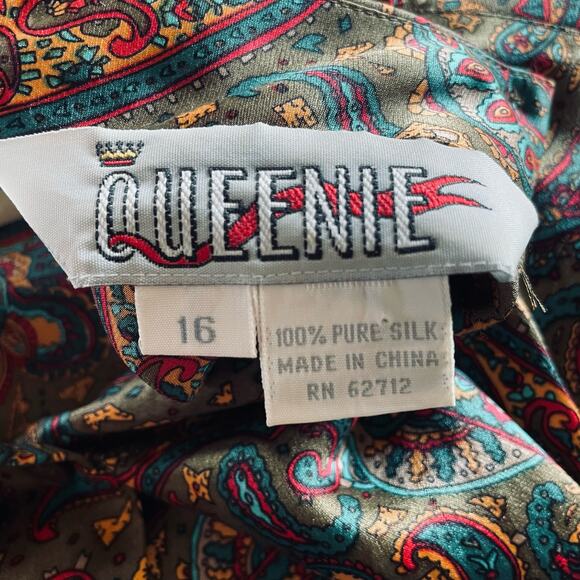 QUEENIE
16
100% PURE SILK
MADE IN CHINA
RN 62712